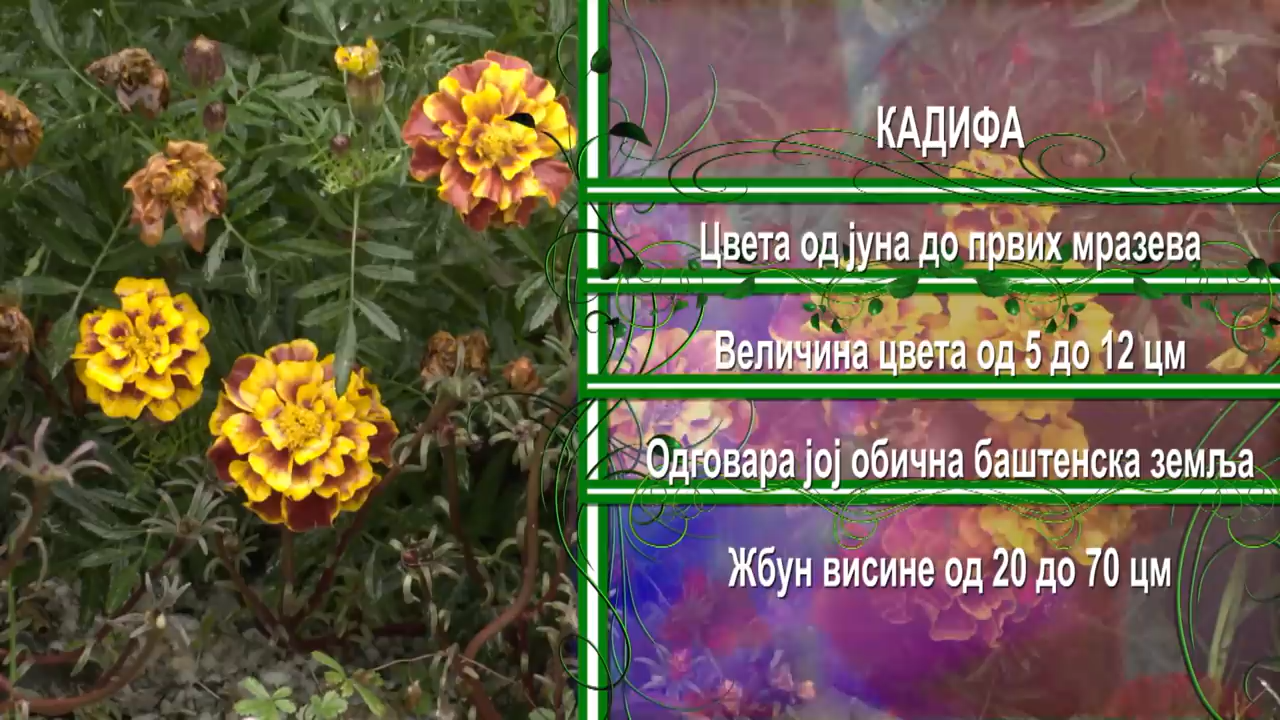 КАДИФА
Цвета од јуна до првих мразева
Величина цвета од 5 до 12 цм
Одговара јој обична баштенска земља
Жбун висине од 20 до 70 цм